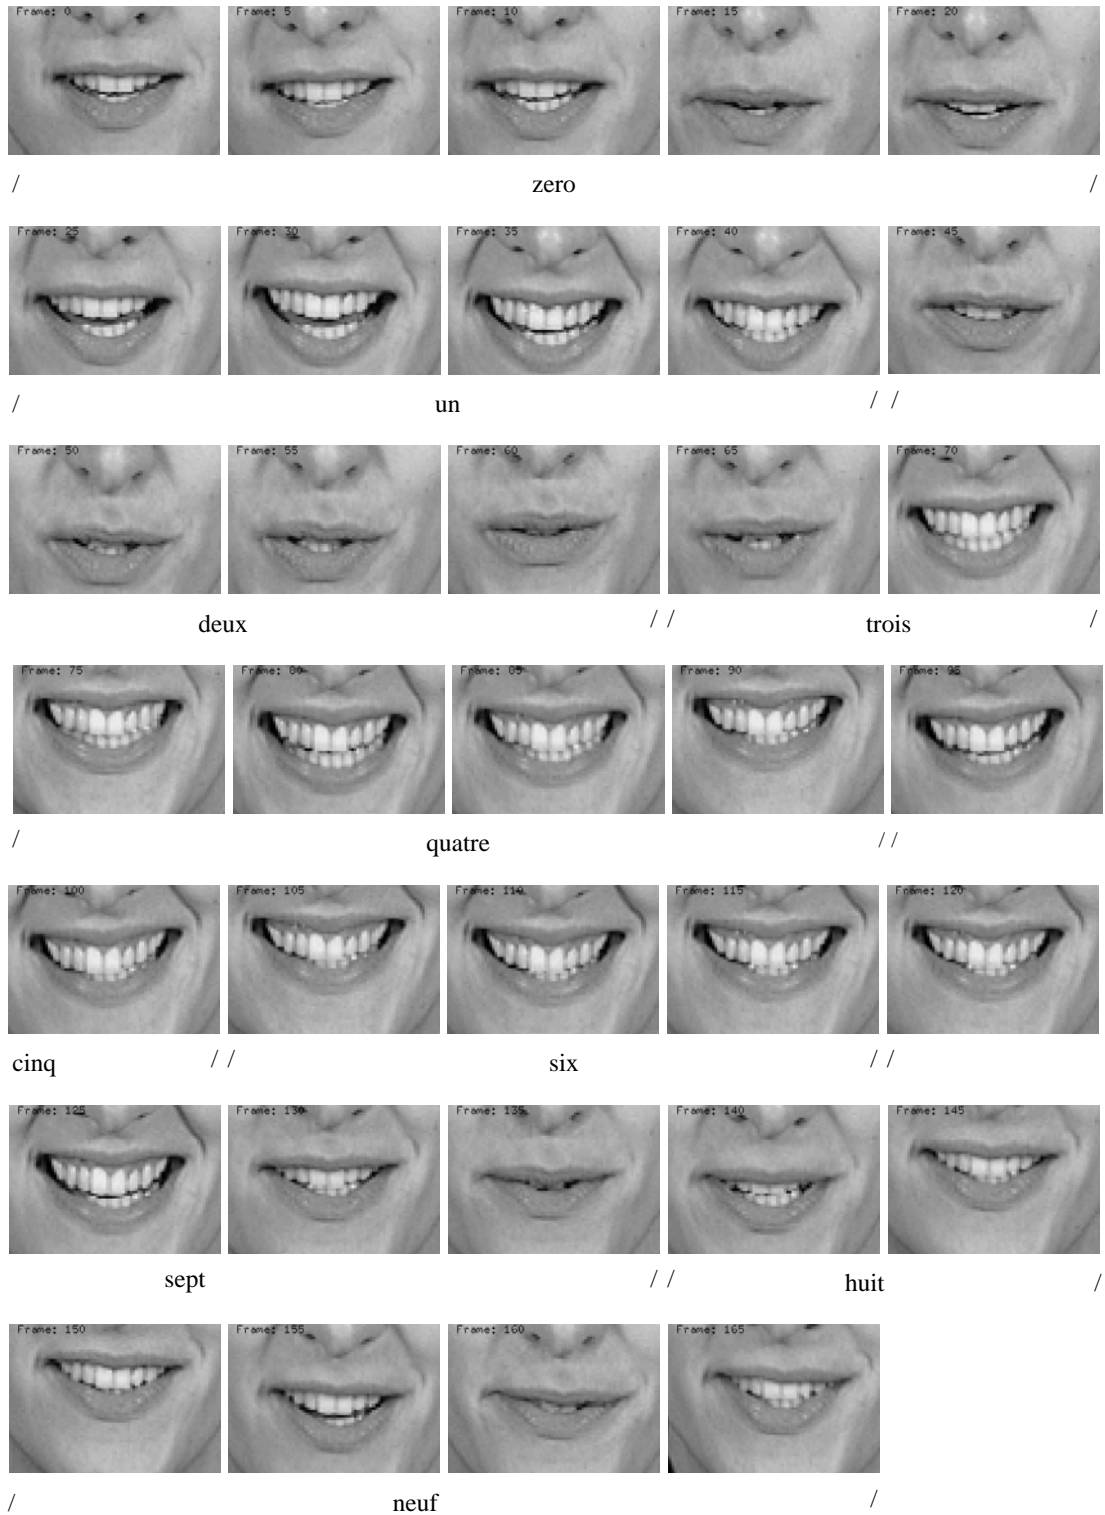 Frame: 0 Frame: 5 Frame: 10 Frame: 15 Frame: 20
/ zero /
Frame: 25 Frame: 30 Frame: 35 Frame: 40 Frame: 45
/ un / /
Frame: 50 Frame: 55 Frame: 60 Frame: 65 Frame: 70
deux / / trois /
Frame: 75 Frame: 80 Frame: 85 Frame: 90 Frame: 95
/ quatre / /
Frame: 100 Frame: 105 Frame: 110 Frame: 115 Frame: 120
cinq / / six / /
Frame: 125 Frame: 130 Frame: 135 Frame: 140 Frame: 145
sept / / huit /
Frame: 150 Frame: 155 Frame: 160 Frame: 165
/ neuf /